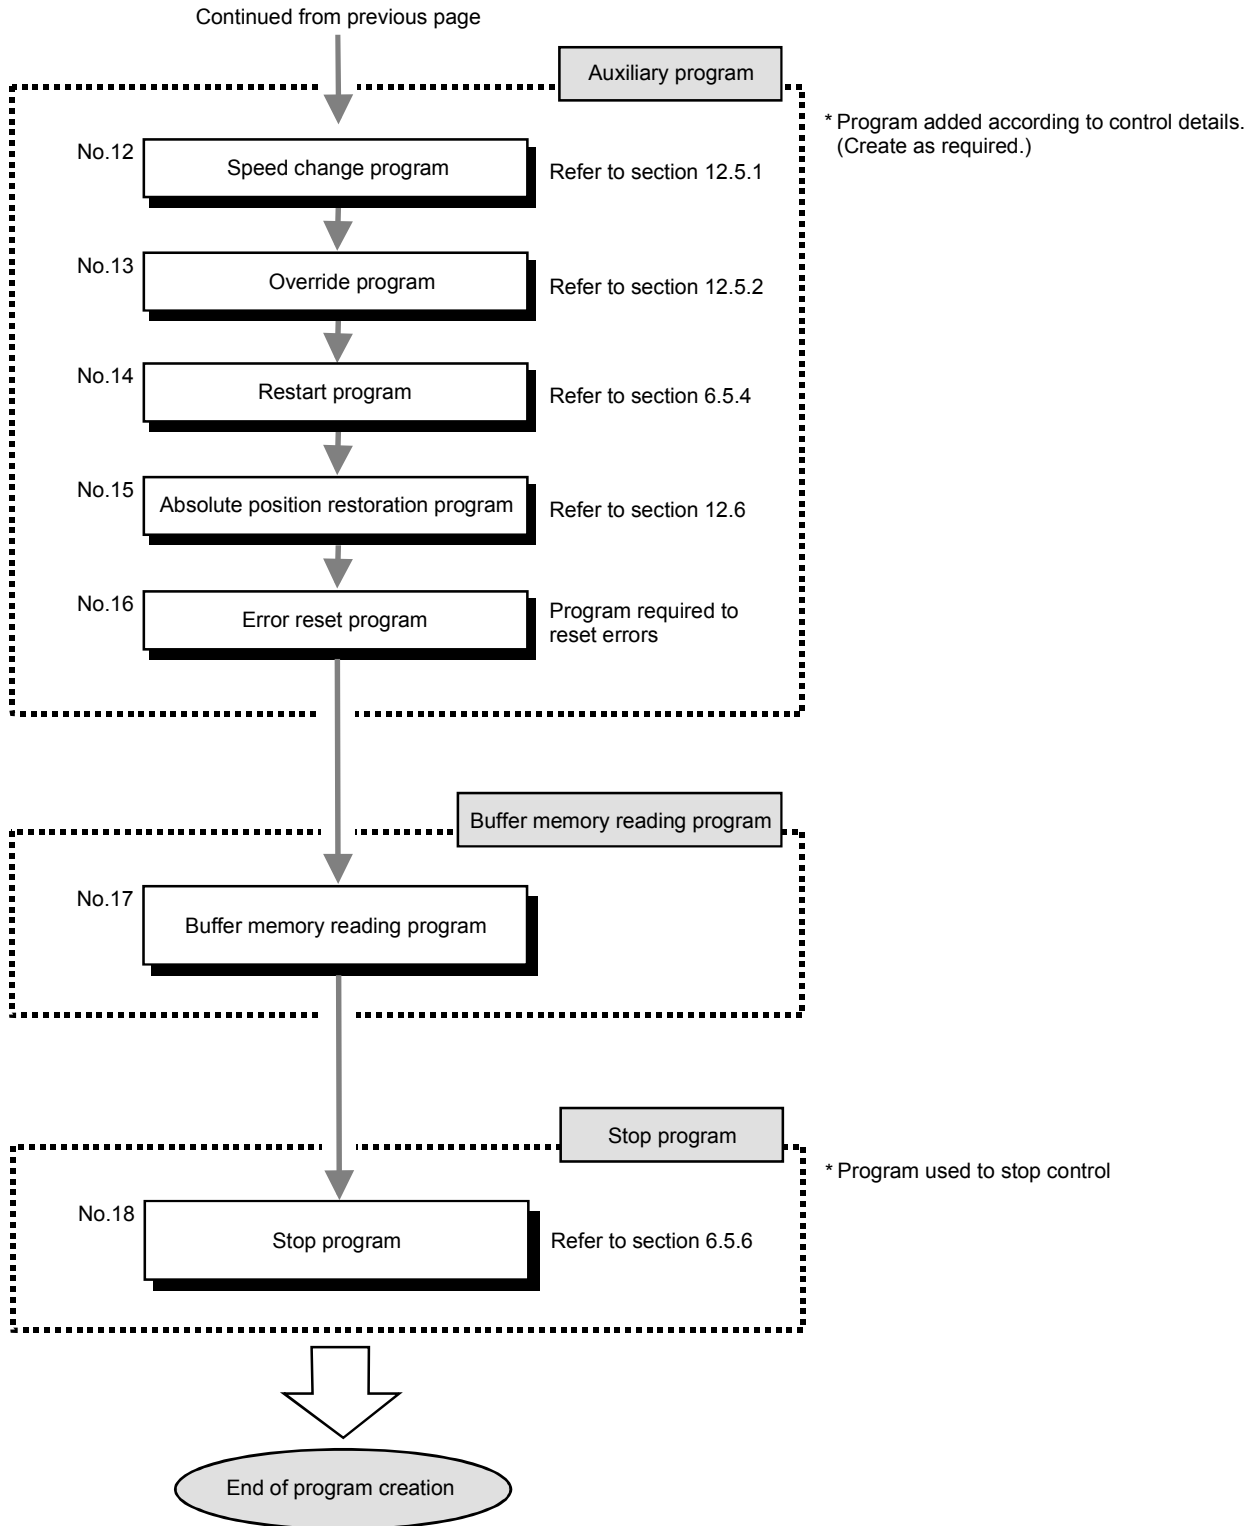 Continued from previous page
Auxiliary program
* Program added according to control details.
(Create as required.)
No.12
Speed change program
Refer to section 12.5.1
No.13
Override program
Refer to section 12.5.2
No.14
Restart program
Refer to section 6.5.4
No.15
Absolute position restoration program
Refer to section 12.6
No.16
Error reset program
Program required to
reset errors
Buffer memory reading program
No.17
Buffer memory reading program
Stop program
* Program used to stop control
No.18
Stop program
Refer to section 6.5.6
End of program creation